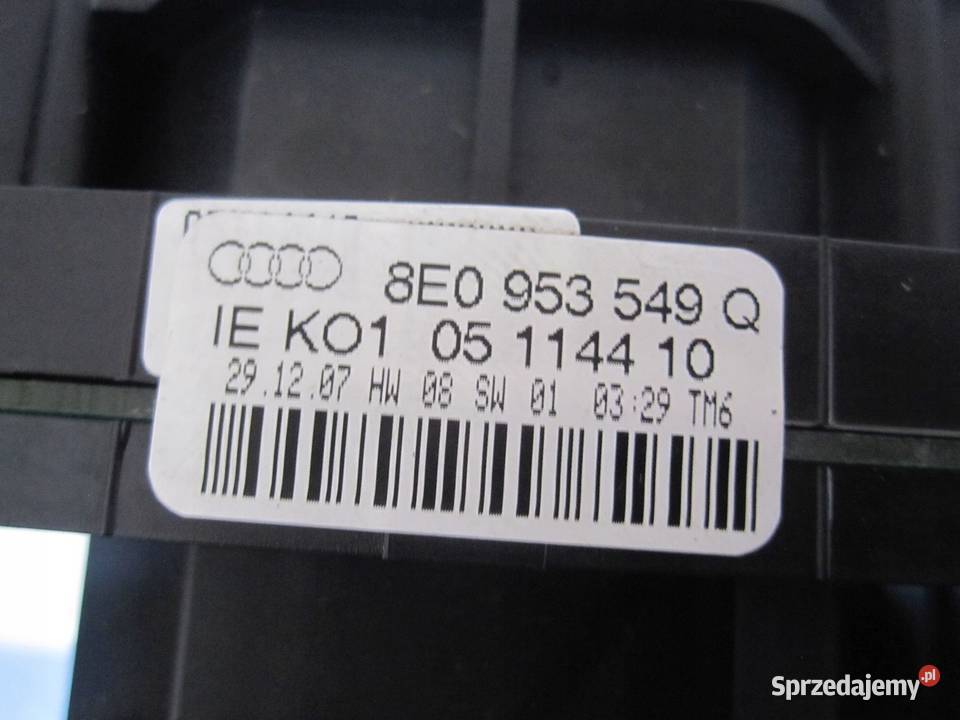 8E0 953 549 Q
IE KO1 05 1144 10
29.12.07 HW 08 SW 01 03:29 TM6
Sprzedajemy.pl